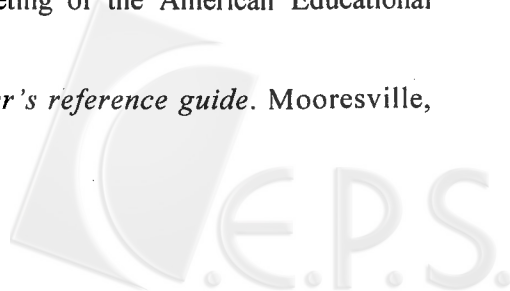 eting of the American Educational
r's reference guide. Mooresville,
C.E.P.S.